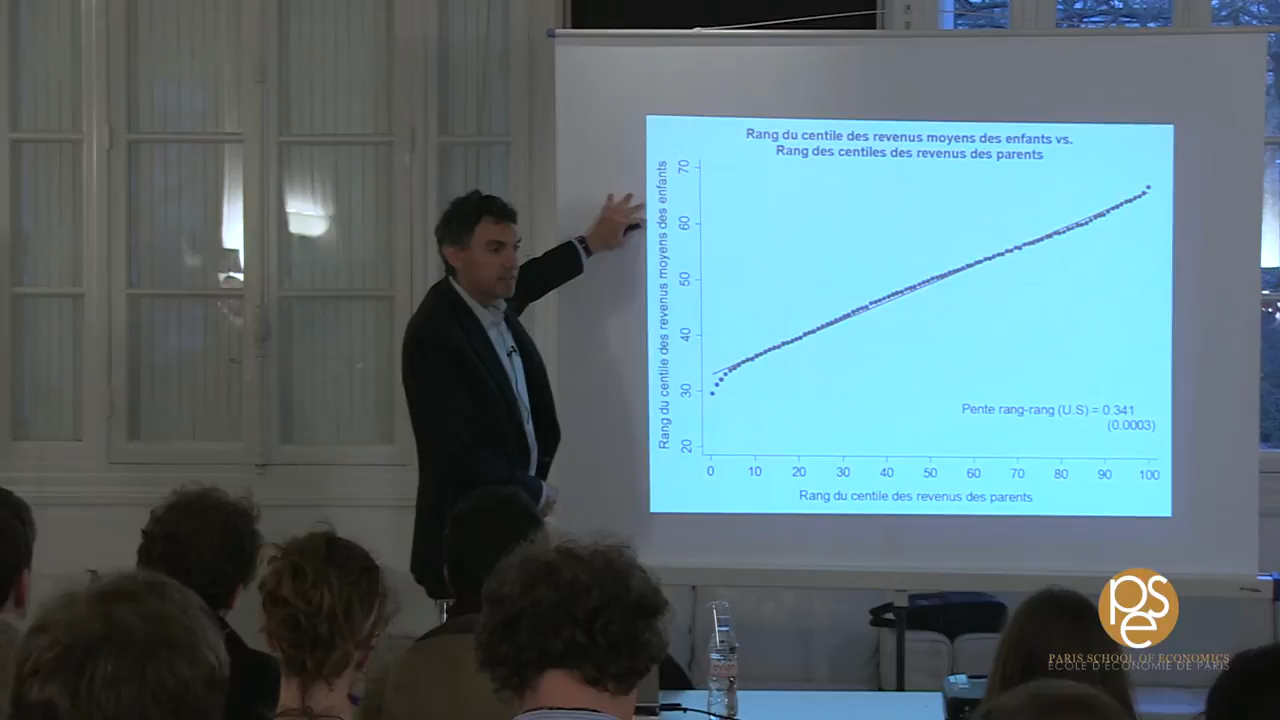 Rang du centile des revenus moyens des enfants vs.
Rang des centiles des revenus des parents
Rang du centile des revenus moyens des enfants
70
60
50
40
30
20
Pente rang-rang (U.S) = 0.341
(0.0003)
0 10 20 30 40 50 60 70 80 90 100
Rang du centile des revenus des parents
pse
PARIS SCHOOL OF ECONOMICS
ECOLE D'ECONOMIE DE PARIS